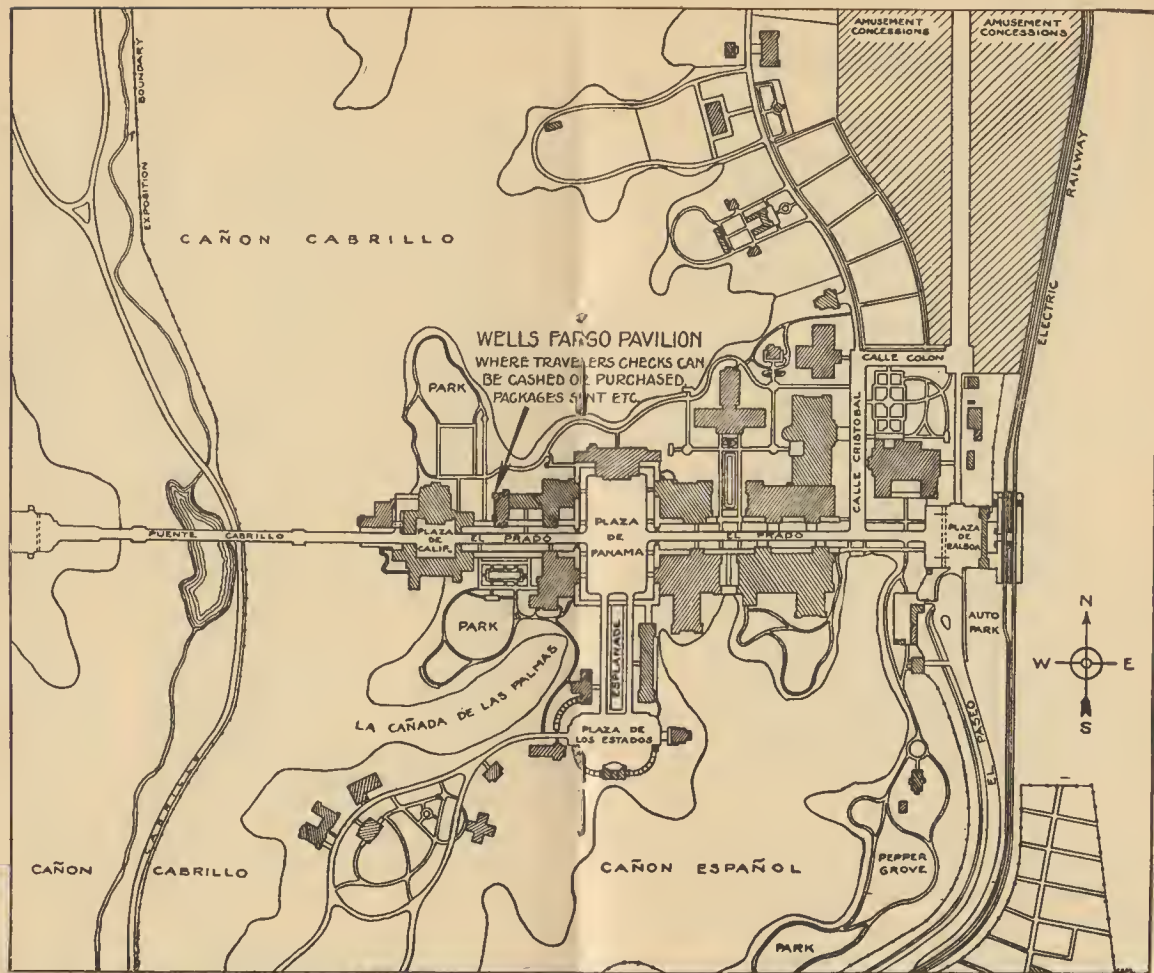 AMUSEMENT
CONCESSIONS
AMUSEMENT
CONCESSIONS
EXPOSITION BOUNDARY
ELECTRIC RAILWAY
CAÑON CABRILLO
WELLS FARGO PAVILION
WHERE TRAVELERS CHECKS CAN
BE CASHED OR PURCHASED
PACKAGES SENT ETC.
PARK
CALLE COLON
CALLE CRISTOBAL
PUENTE CABRILLO
PLAZA
DE
CALIF.
EL PRADO
PLAZA
DE
PANAMA
EL PRADO
PLAZA
DE
BALBOA
PARK
ESPLANADE
AUTO
PARK
N
W E
S
LA CAÑADA DE LAS PALMAS
PLAZA DE
LOS ESTADOS
EL PASEO
CAÑON CABRILLO
CAÑON ESPAÑOL
PEPPER
GROVE
PARK